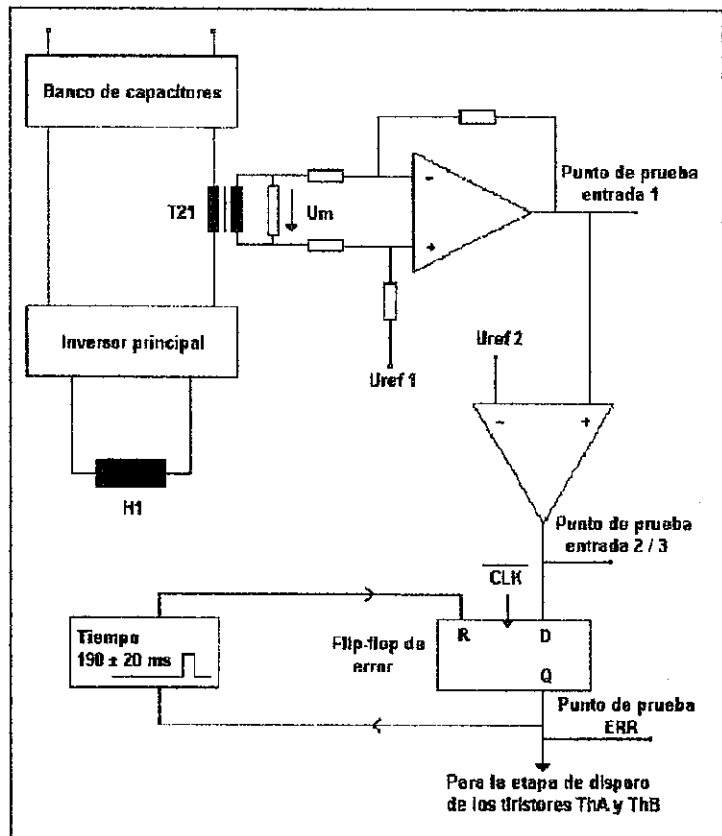 Banco de capacitores
T21
Um
-
+
Punto de prueba
entrada 1
Inversor principal
Uref 1
Uref 2
-
+
H1
Punto de prueba
entrada 2 / 3
CLK
Tiempo
190 ± 20 ms
Flip-flop de
error
R
D
Q
Punto de prueba
ERR
Para la etapa de disparo
de los tiristores ThA y ThB